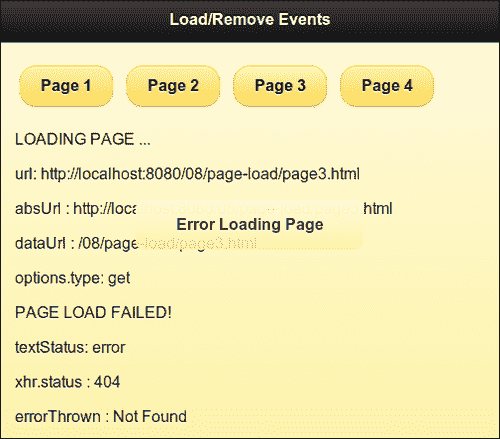 Load/Remove Events
Page 1 Page 2 Page 3 Page 4
LOADING PAGE ...
url: http://localhost:8080/08/page-load/page3.html
absUrl : http://loca html
Error Loading Page
dataUrl : /08/page-load/page3.html
options.type: get
PAGE LOAD FAILED!
textStatus: error
xhr.status : 404
errorThrown : Not Found